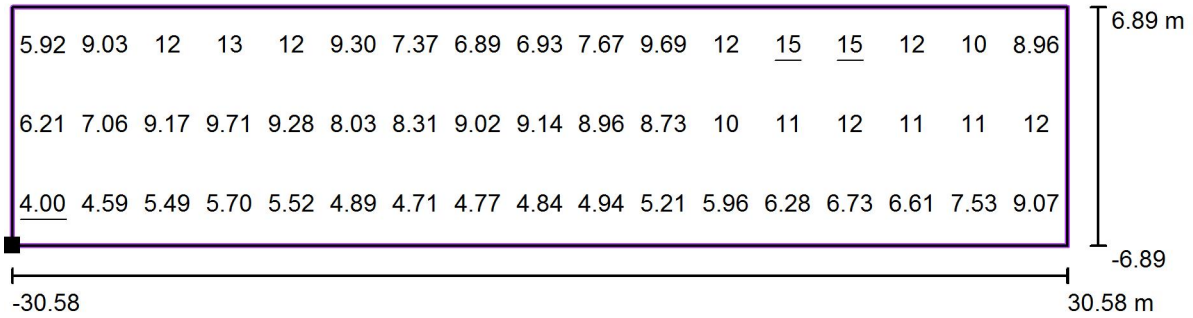 6.89 m
5.92 9.03 12 13 12 9.30 7.37 6.89 6.93 7.67 9.69 12 15 15 12 10 8.96
6.21 7.06 9.17 9.71 9.28 8.03 8.31 9.02 9.14 8.96 8.73 10 11 12 11 11 12
4.00 4.59 5.49 5.70 5.52 4.89 4.71 4.77 4.84 4.94 5.21 5.96 6.28 6.73 6.61 7.53 9.07
-6.89
-30.58 30.58 m